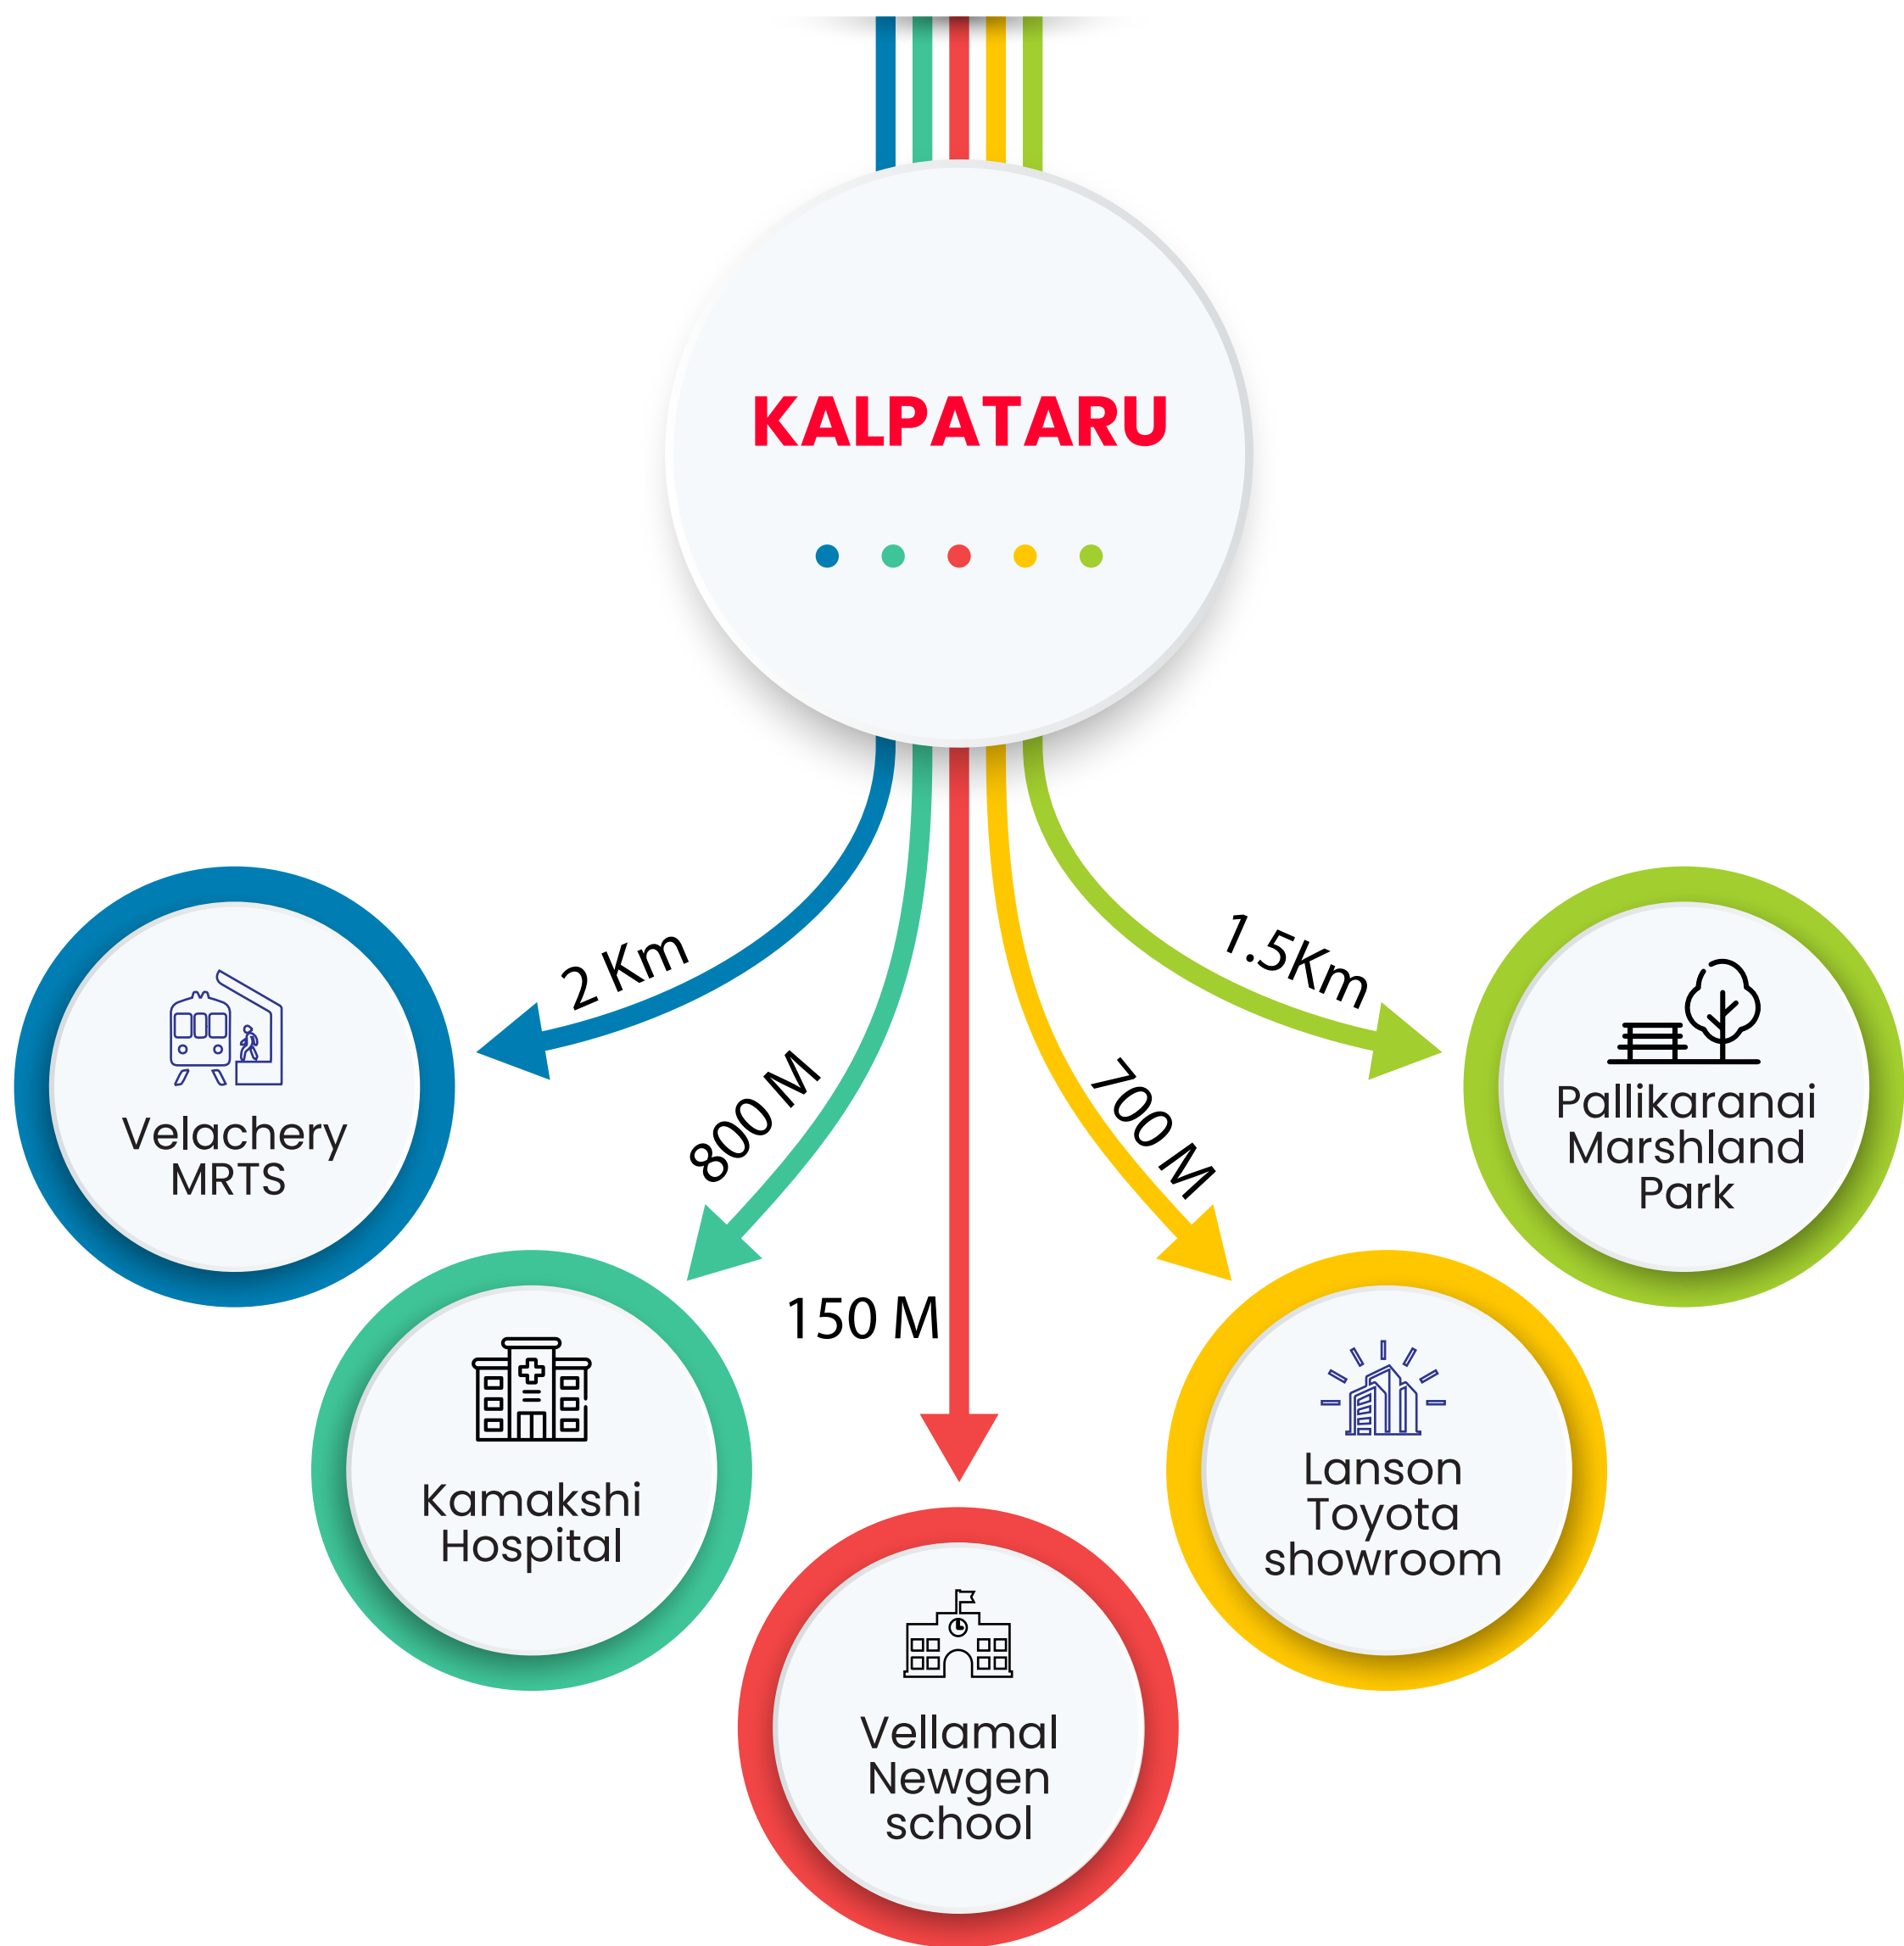 KALPATARU
2 Km
800 M
150 M
700 M
1.5Km
Velachery
MRTS
Kamakshi
Hospital
Vellamal
Newgen
school
Lanson
Toyota
showroom
Pallikaranai
Marshland
Park